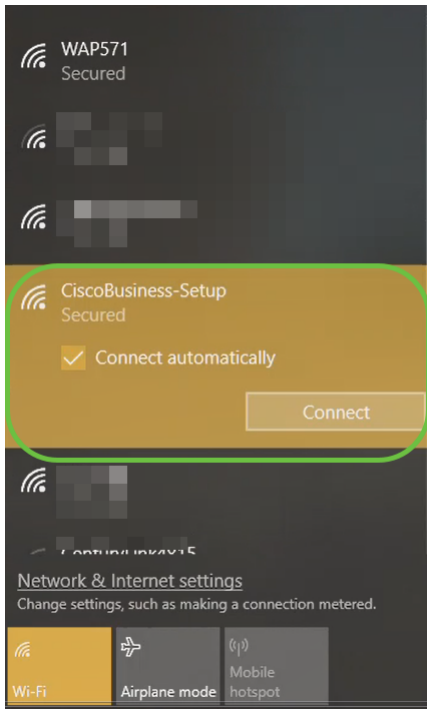 WAP571
Secured
CiscoBusiness-Setup
Secured
Connect automatically
Connect
CenturyLink4815
Network & Internet settings
Change settings, such as making a connection metered.
Wi-Fi
Airplane mode
Mobile
hotspot